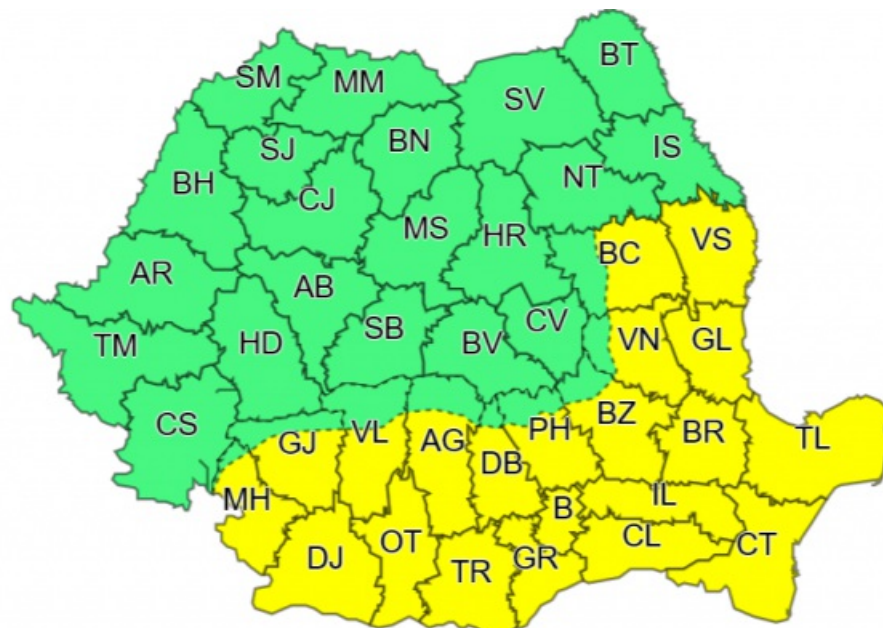 BT
SM
MM
SV
IS
SJ
BN
NT
BH
CJ
MS
HR
VS
BC
AR
AB
CV
SB
TM
HD
BV
VN
GL
CS
BZ
PH
VL
GJ
AG
BR
TL
DB
MH
IL
B
CL
CT
OT
DJ
GR
TR